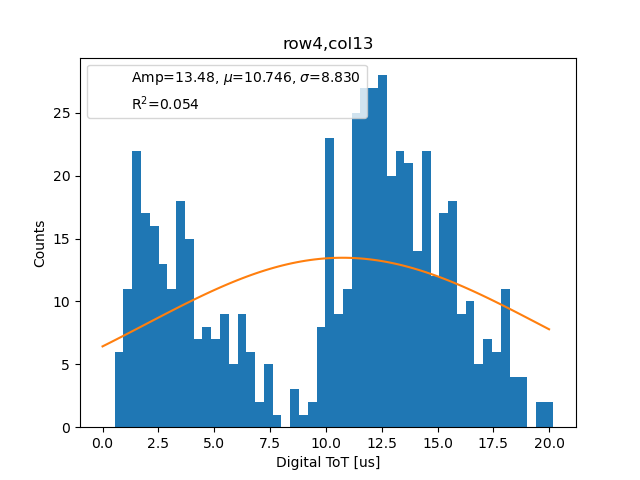 row4,col13
Amp=13.48, μ=10.746, σ=8.830
R²=0.054
Counts
25
20
15
10
5
0
0.0 2.5 5.0 7.5 10.0 12.5 15.0 17.5 20.0
Digital ToT [us]